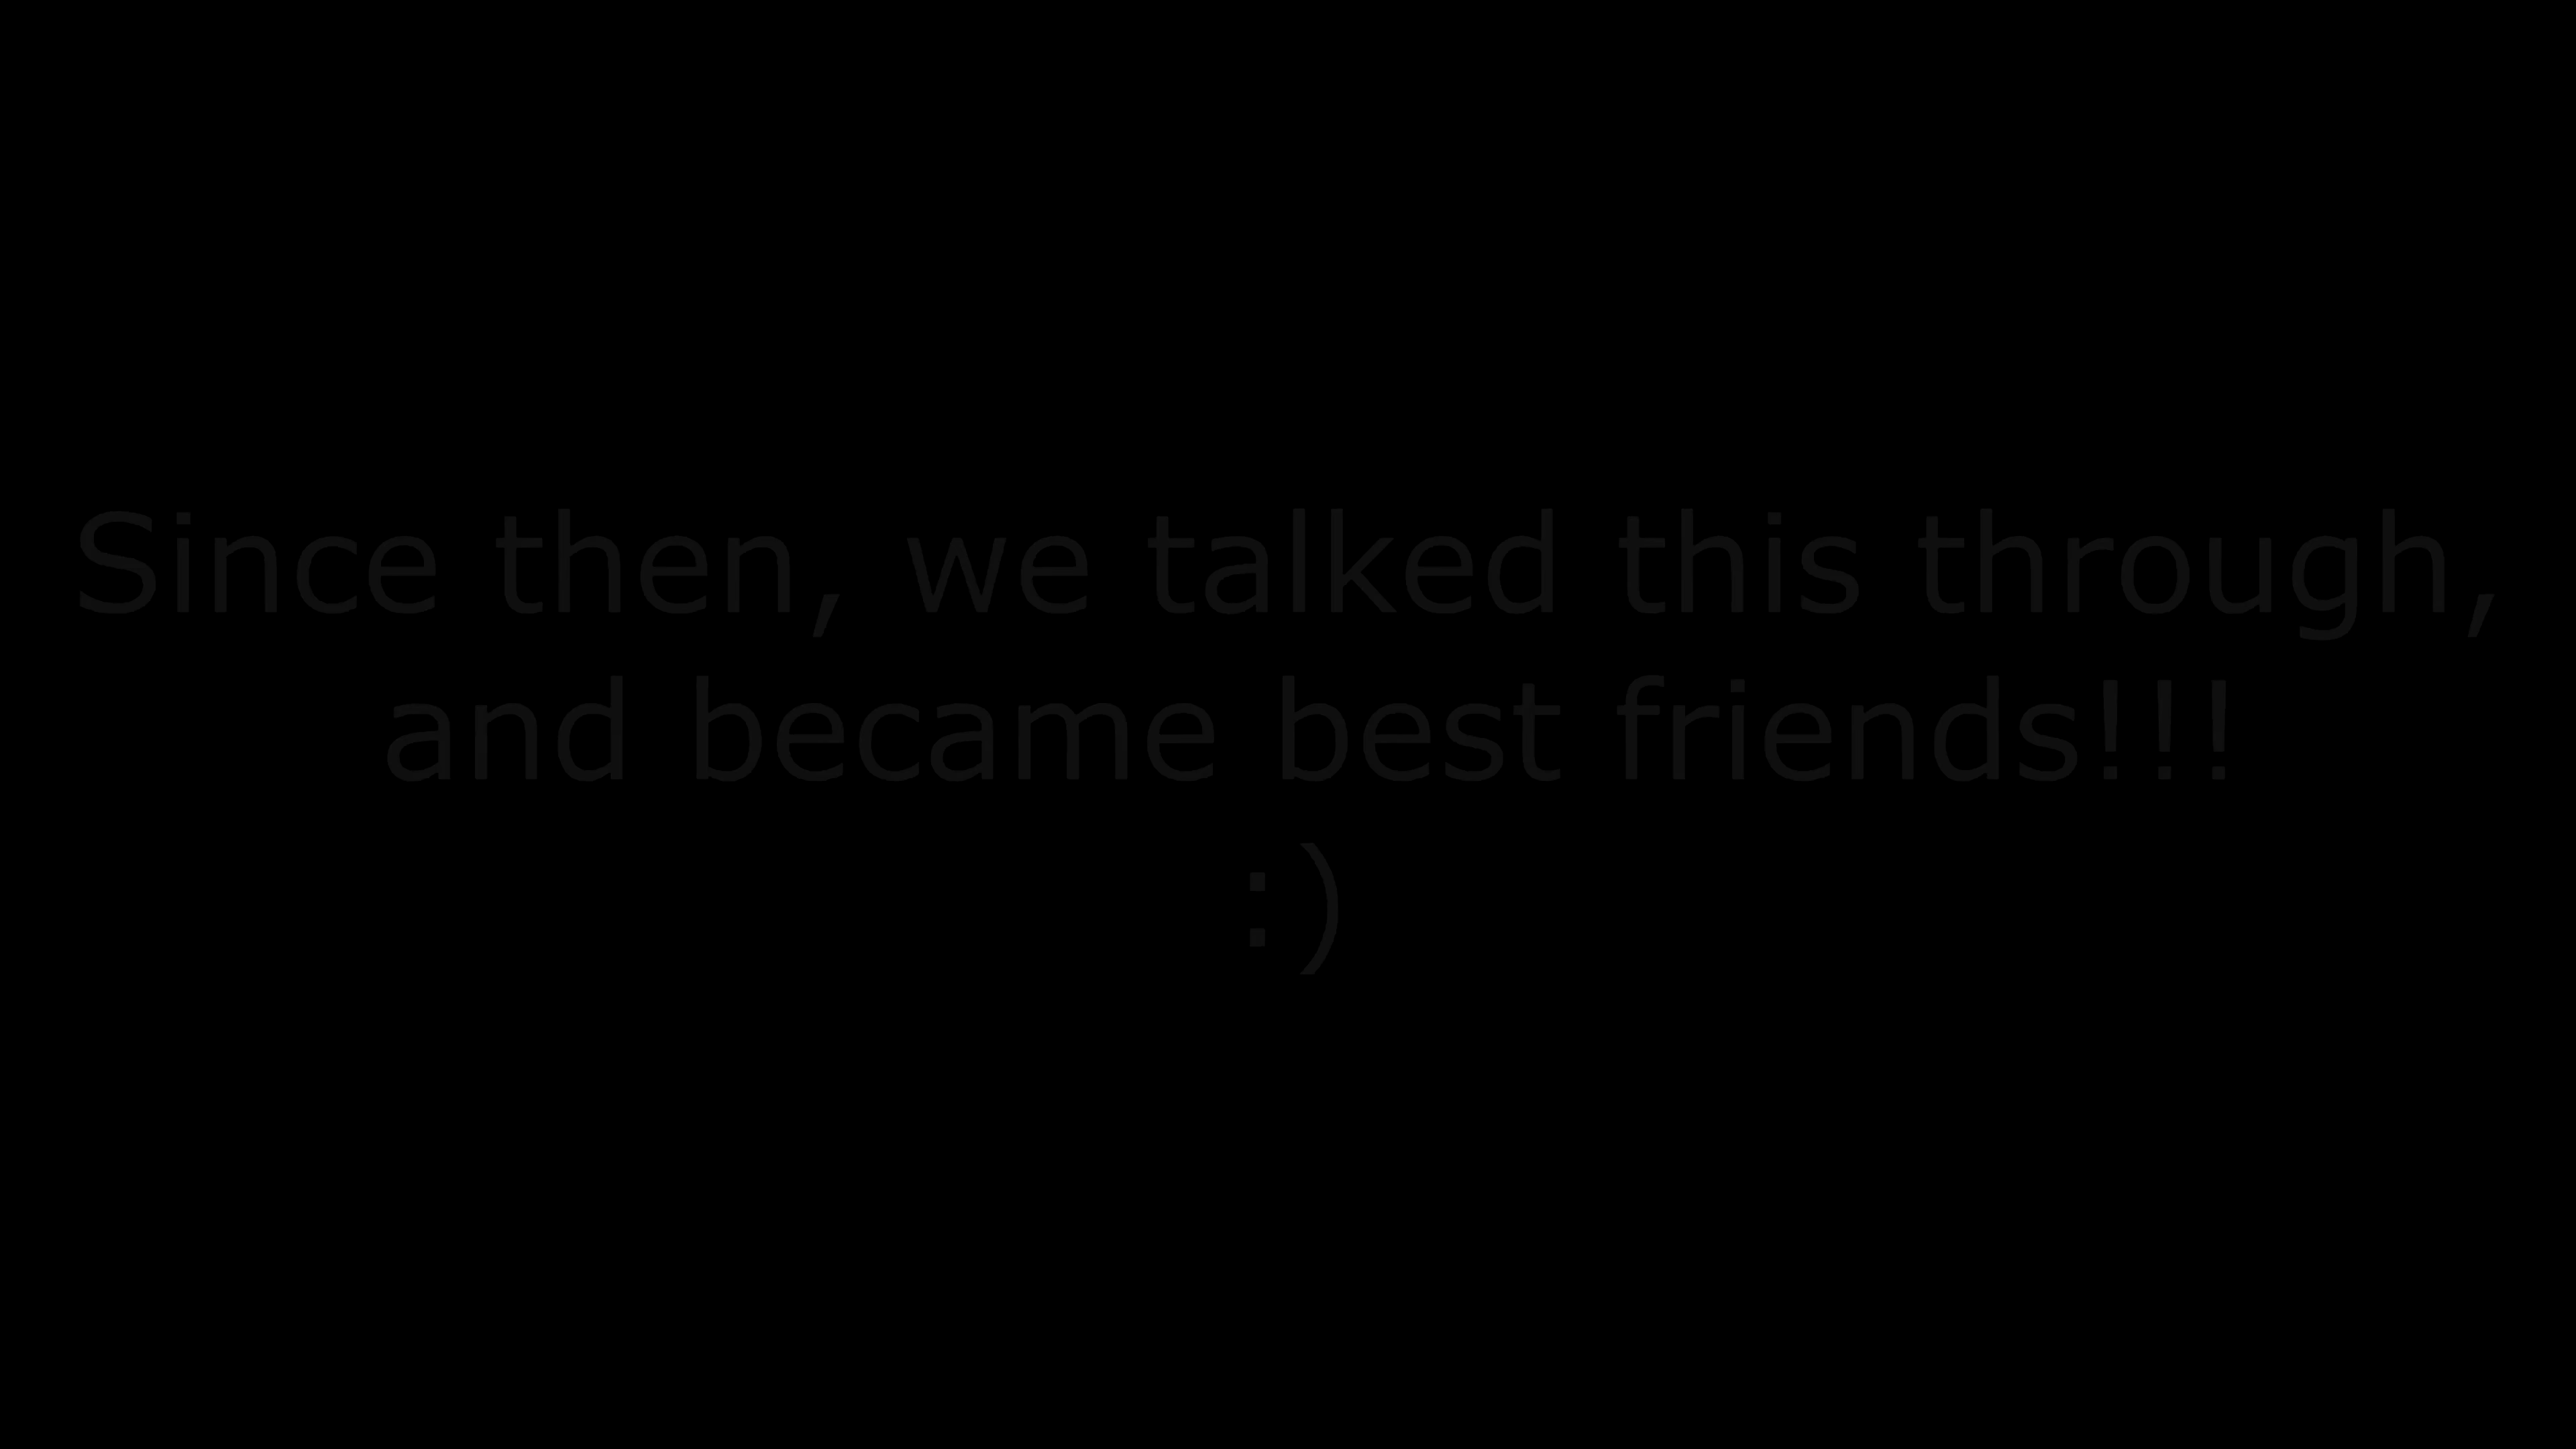 Since then, we talked this through,
and became best friends!!!
:)